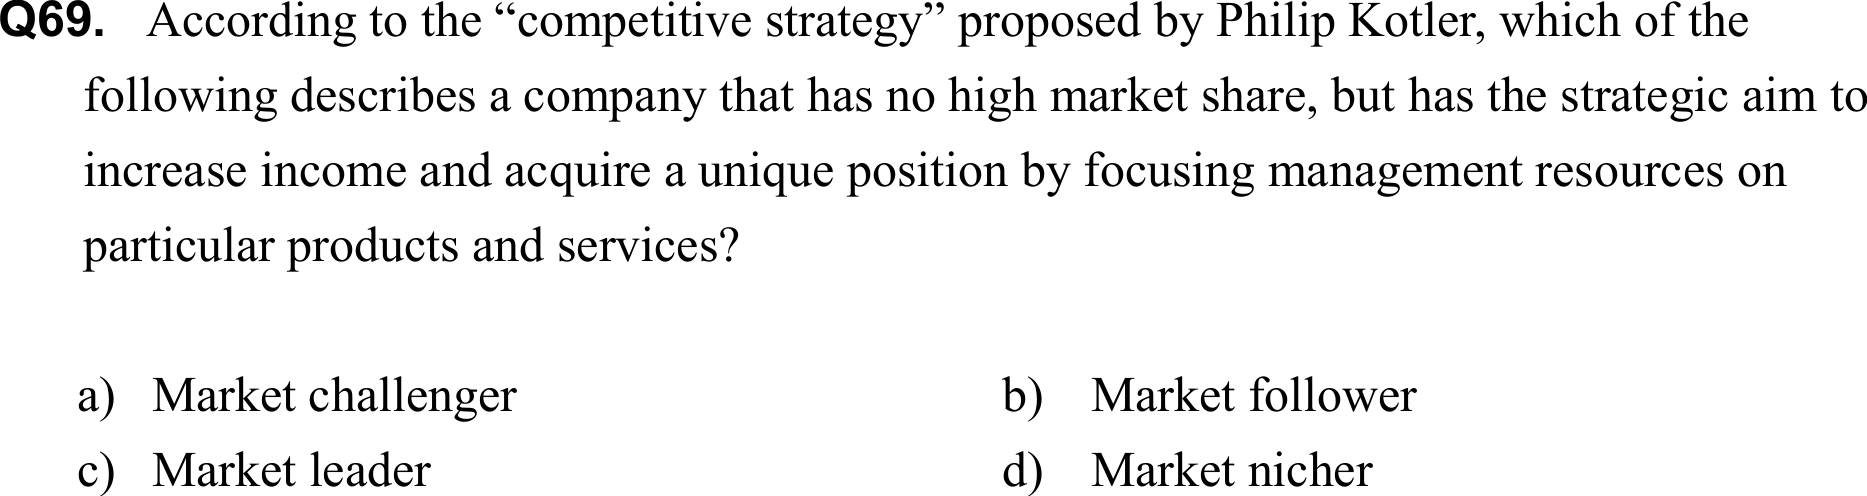 Q69. According to the “competitive strategy” proposed by Philip Kotler, which of the
following describes a company that has no high market share, but has the strategic aim to
increase income and acquire a unique position by focusing management resources on
particular products and services?
a) Market challenger b) Market follower
c) Market leader d) Market nicher